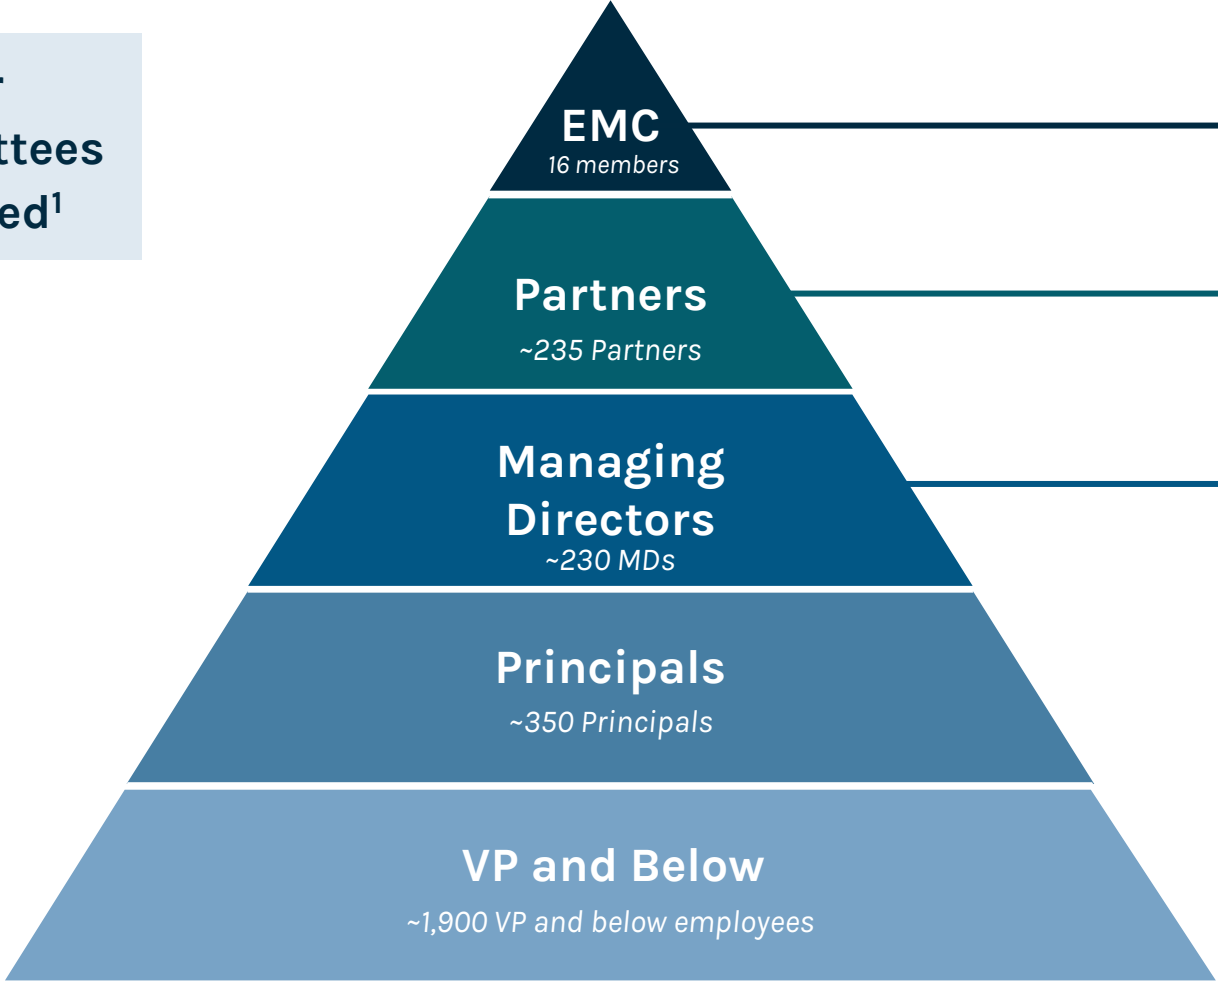 ttees
ed¹
EMC
16 members
Partners
~235 Partners
Managing
Directors
~230 MDs
Principals
~350 Principals
VP and Below
~1,900 VP and below employees